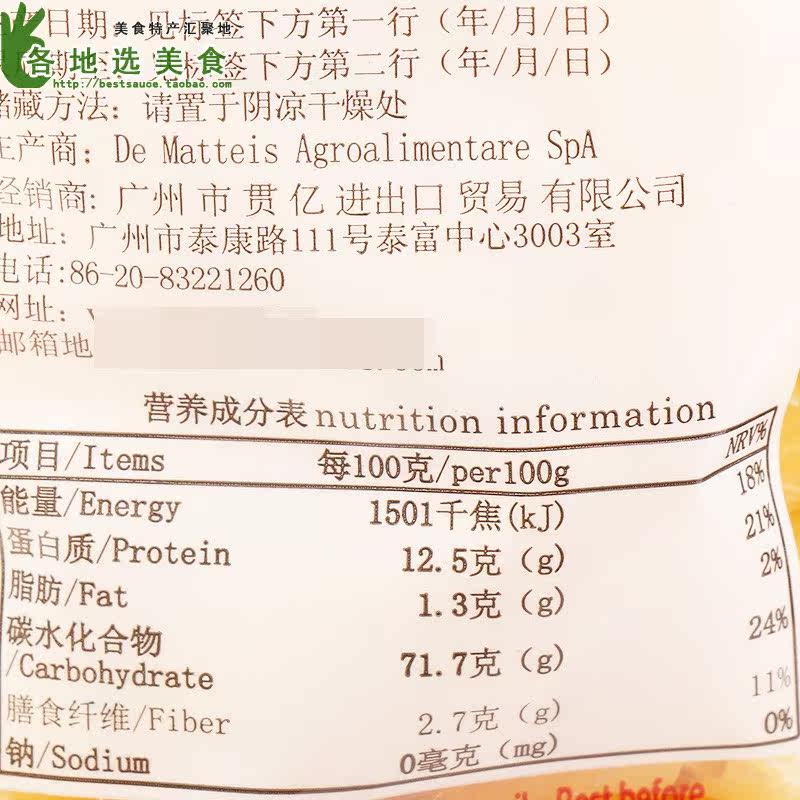 美食特产汇聚地
各地选 美食
http://bestsauce.taobao.com
日期: 见标签下方第一行（年/月/日）
期至: 见标签下方第二行（年/月/日）
储藏方法: 请置于阴凉干燥处
生产商: De Matteis Agroalimentare SpA
经销商: 广州市贯亿进出口贸易有限公司
地址: 广州市泰康路111号泰富中心3003室
电话:86-20-83221260
网址:
邮箱地
营养成分表 nutrition information
项目/Items 每100克/per100g NRV%
能量/Energy 1501千焦(kJ) 18%
蛋白质/Protein 12.5克（g） 21%
脂肪/Fat 1.3克（g） 2%
碳水化合物
/Carbohydrate 71.7克（g） 24%
膳食纤维/Fiber 2.7克（g） 11%
钠/Sodium 0毫克（mg） 0%
Best before